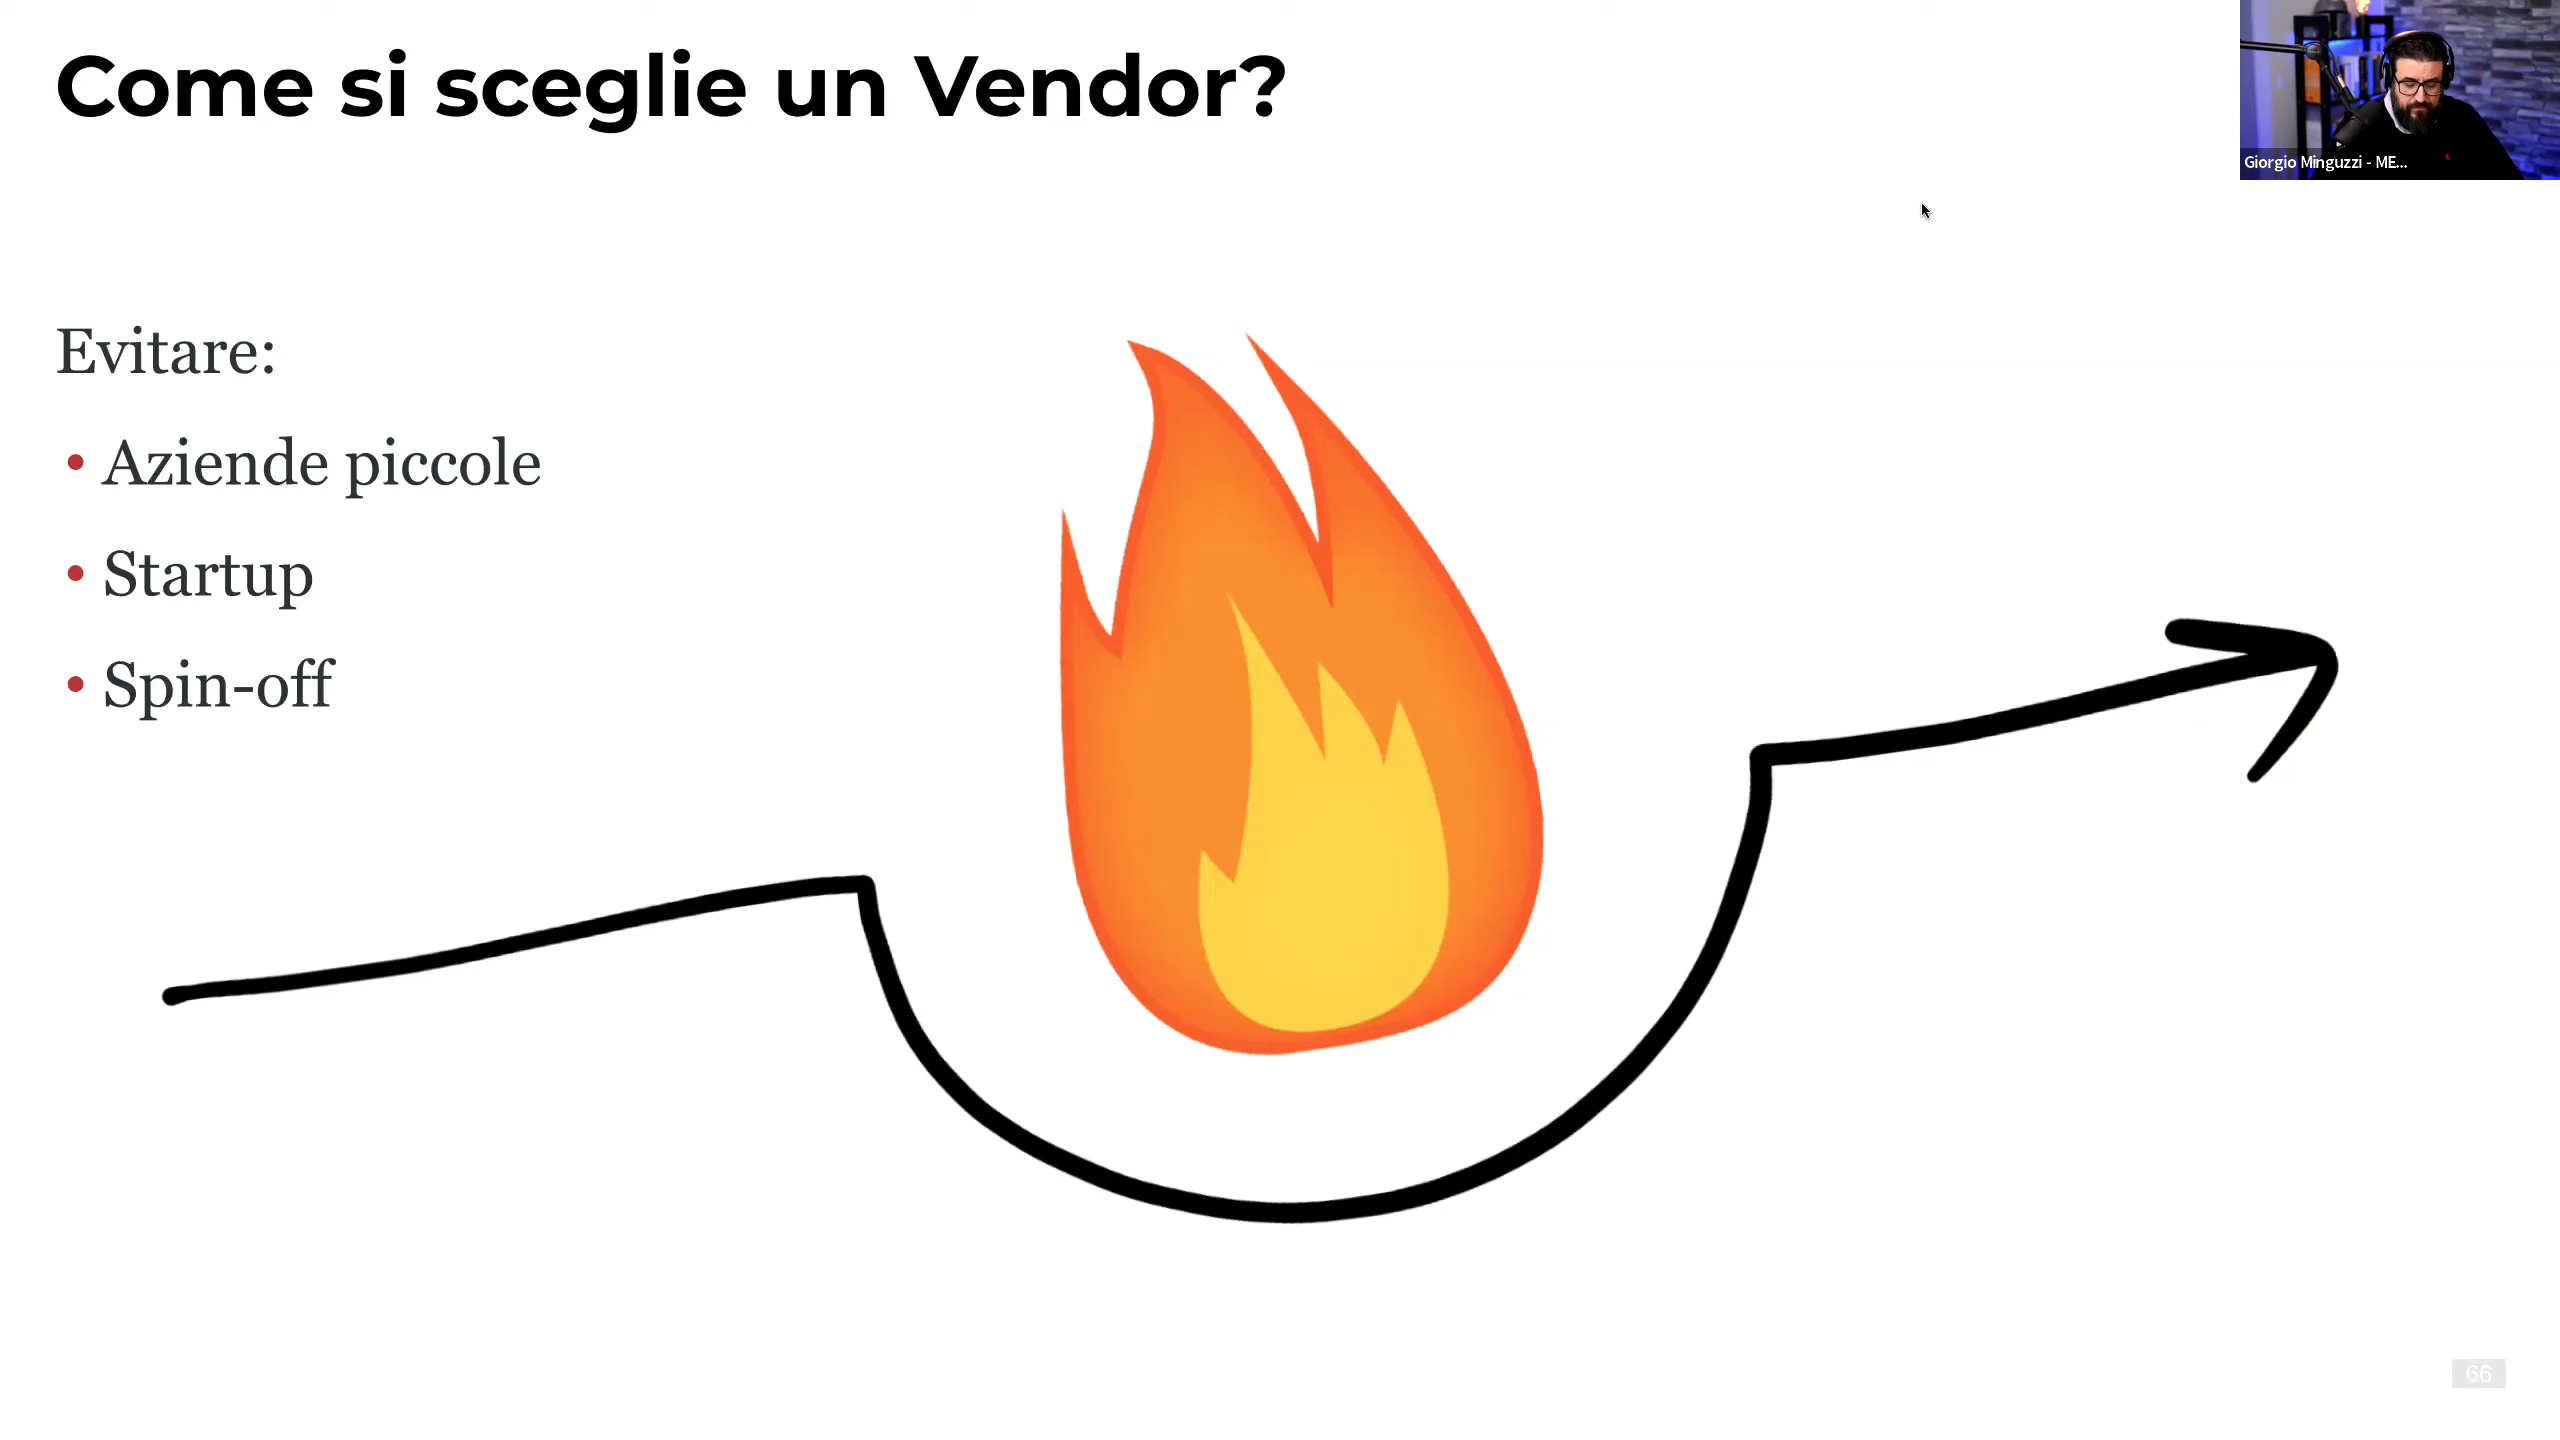 Come si sceglie un Vendor?
Giorgio Minguzzi - ME...
Evitare:
• Aziende piccole
• Startup
• Spin-off
66